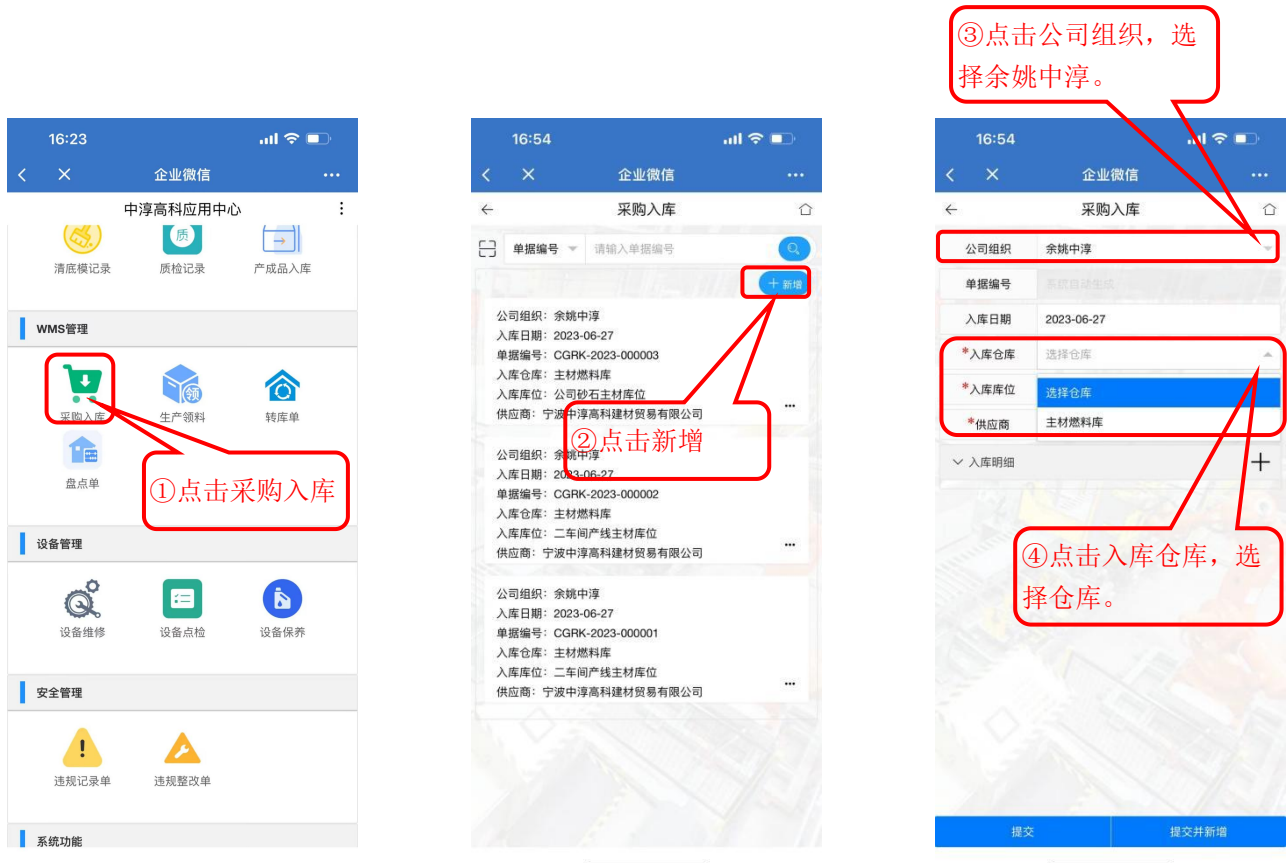 ③点击公司组织，选
择余姚中淳。
16:23
企业微信
中淳高科应用中心
质
清底模记录
质检记录
产成品入库
WMS管理
领
采购入库
生产领料
转库单
盘点单
①点击采购入库
设备管理
设备维修
设备点检
设备保养
安全管理
违规记录单
违规整改单
系统功能
16:54
企业微信
采购入库
单据编号
请输入单据编号
＋新增
公司组织：余姚中淳
入库日期：2023-06-27
单据编号：CGRK-2023-000003
入库仓库：主材燃料库
入库库位：公司砂石主材库位
供应商：宁波中淳高科建材贸易有限公司
②点击新增
公司组织：余姚中淳
入库日期：2023-06-27
单据编号：CGRK-2023-000002
入库仓库：主材燃料库
入库库位：二车间产线主材库位
供应商：宁波中淳高科建材贸易有限公司
公司组织：余姚中淳
入库日期：2023-06-27
单据编号：CGRK-2023-000001
入库仓库：主材燃料库
入库库位：二车间产线主材库位
供应商：宁波中淳高科建材贸易有限公司
16:54
企业微信
采购入库
公司组织 余姚中淳
单据编号 系统自动生成
入库日期 2023-06-27
*入库仓库 选择仓库
*入库库位 选择仓库
*供应商 主材燃料库
入库明细
④点击入库仓库，选
择仓库。
提交
提交并新增